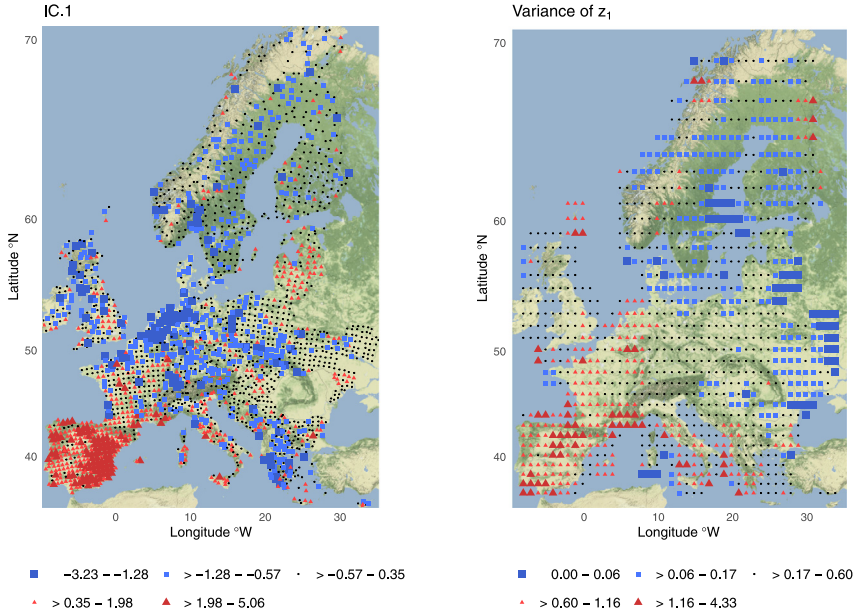 IC.1
70
60
50
40
Latitude °N
0
10
20
30
Longitude °W
−3.23 − −1.28
> −1.28 − −0.57
> −0.57 − 0.35
> 0.35 − 1.98
> 1.98 − 5.06
Variance of z₁
70
60
50
40
Latitude °N
0
10
20
30
Longitude °W
0.00 − 0.06
> 0.06 − 0.17
> 0.17 − 0.60
> 0.60 − 1.16
> 1.16 − 4.33